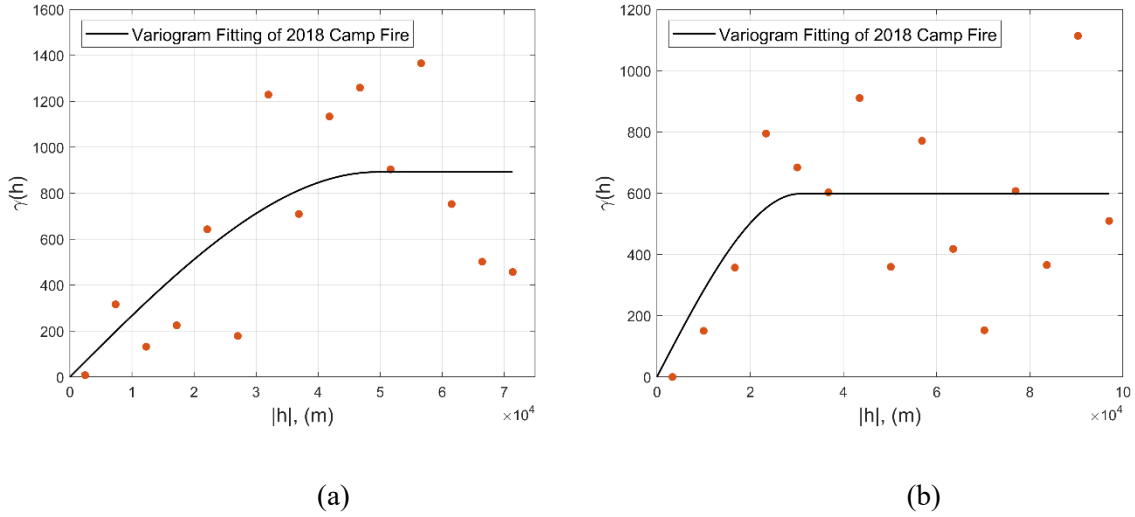 1600
1400
1200
1000
800
600
400
200
0
γ(h)
Variogram Fitting of 2018 Camp Fire
0 1 2 3 4 5 6 7
×10⁴
|h|, (m)
(a)
1200
1000
800
600
400
200
0
γ(h)
Variogram Fitting of 2018 Camp Fire
0 2 4 6 8 10
×10⁴
|h|, (m)
(b)